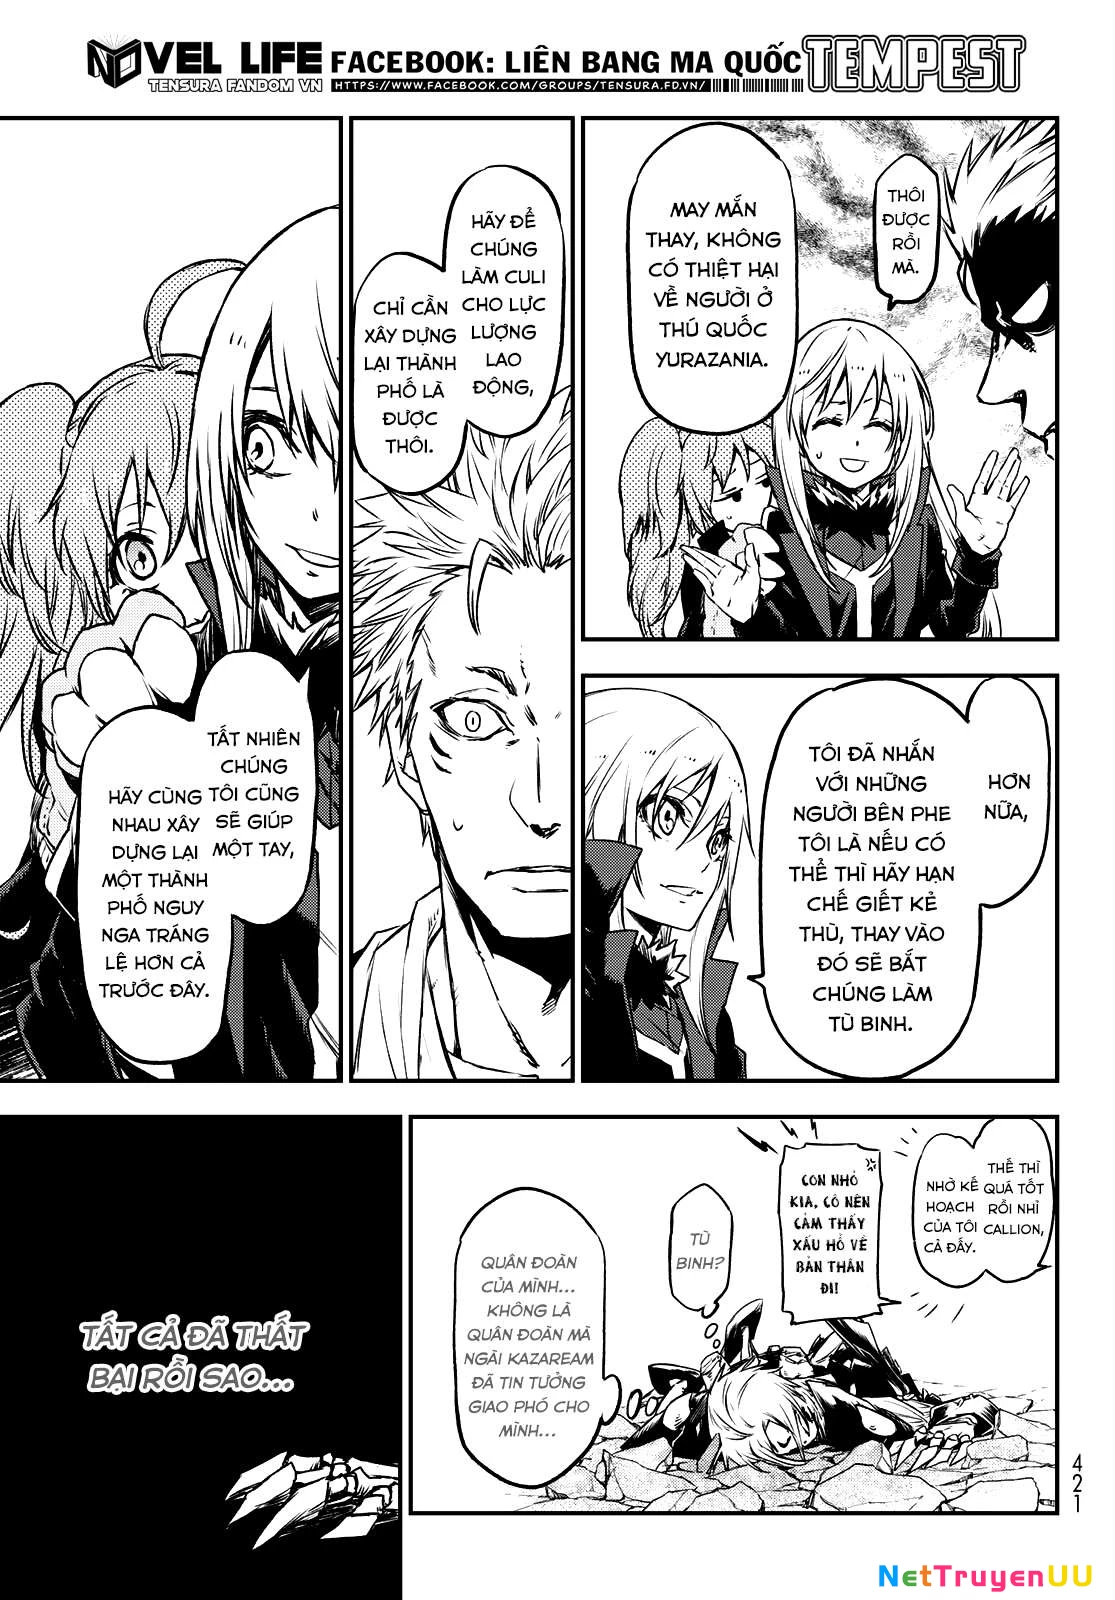 NOVEL LIFE
TENSURA FANDOM VN
FACEBOOK: LIÊN BANG MA QUỐC TEMPEST
HTTPS://WWW.FACEBOOK.COM/GROUPS/TENSURA.FD.VN/
THÔI
ĐƯỢC
RỒI
MÀ.
MAY MẮN
THAY, KHÔNG
CÓ THIỆT HẠI
VỀ NGƯỜI Ở
THÚ QUỐC
YURAZANIA.
HƠN
NỮA,
TÔI ĐÃ NHẮN
VỚI NHỮNG
NGƯỜI BÊN PHE
TÔI LÀ NẾU CÓ
THỂ THÌ HÃY HẠN
CHẾ GIẾT KẺ
THÙ, THAY VÀO
ĐÓ SẼ BẮT
CHÚNG LÀM
TÙ BINH.
HÃY ĐỂ
CHÚNG
LÀM CULI
CHO LỰC
LƯỢNG
LAO
ĐỘNG,
CHỈ CẦN
XÂY DỰNG
LẠI THÀNH
PHỐ LÀ
ĐƯỢC
THÔI.
TẤT NHIÊN
CHÚNG
TÔI CŨNG
SẼ GIÚP
MỘT TAY,
HÃY CÙNG
NHAU XÂY
DỰNG LẠI
MỘT THÀNH
PHỐ NGUY
NGA TRÁNG
LỆ HƠN CẢ
TRƯỚC ĐÂY.
THẾ THÌ
QUÁ TỐT
RỒI NHỈ
CALLION,
NHỜ KẾ
HOẠCH
CỦA TÔI
CẢ ĐẤY.
CON NHỎ
KIA, CÔ NÊN
CẢM THẤY
XẤU HỔ VỀ
BẢN THÂN
ĐI!
TÙ
BINH?
QUÂN ĐOÀN
CỦA MÌNH...
KHÔNG LÀ
QUÂN ĐOÀN MÀ
NGÀI KAZAREAM
ĐÃ TIN TƯỞNG
GIAO PHÓ CHO
MÌNH...
TẤT CẢ ĐÃ THẤT
BẠI RỒI SAO...
421
NetTruyenUU